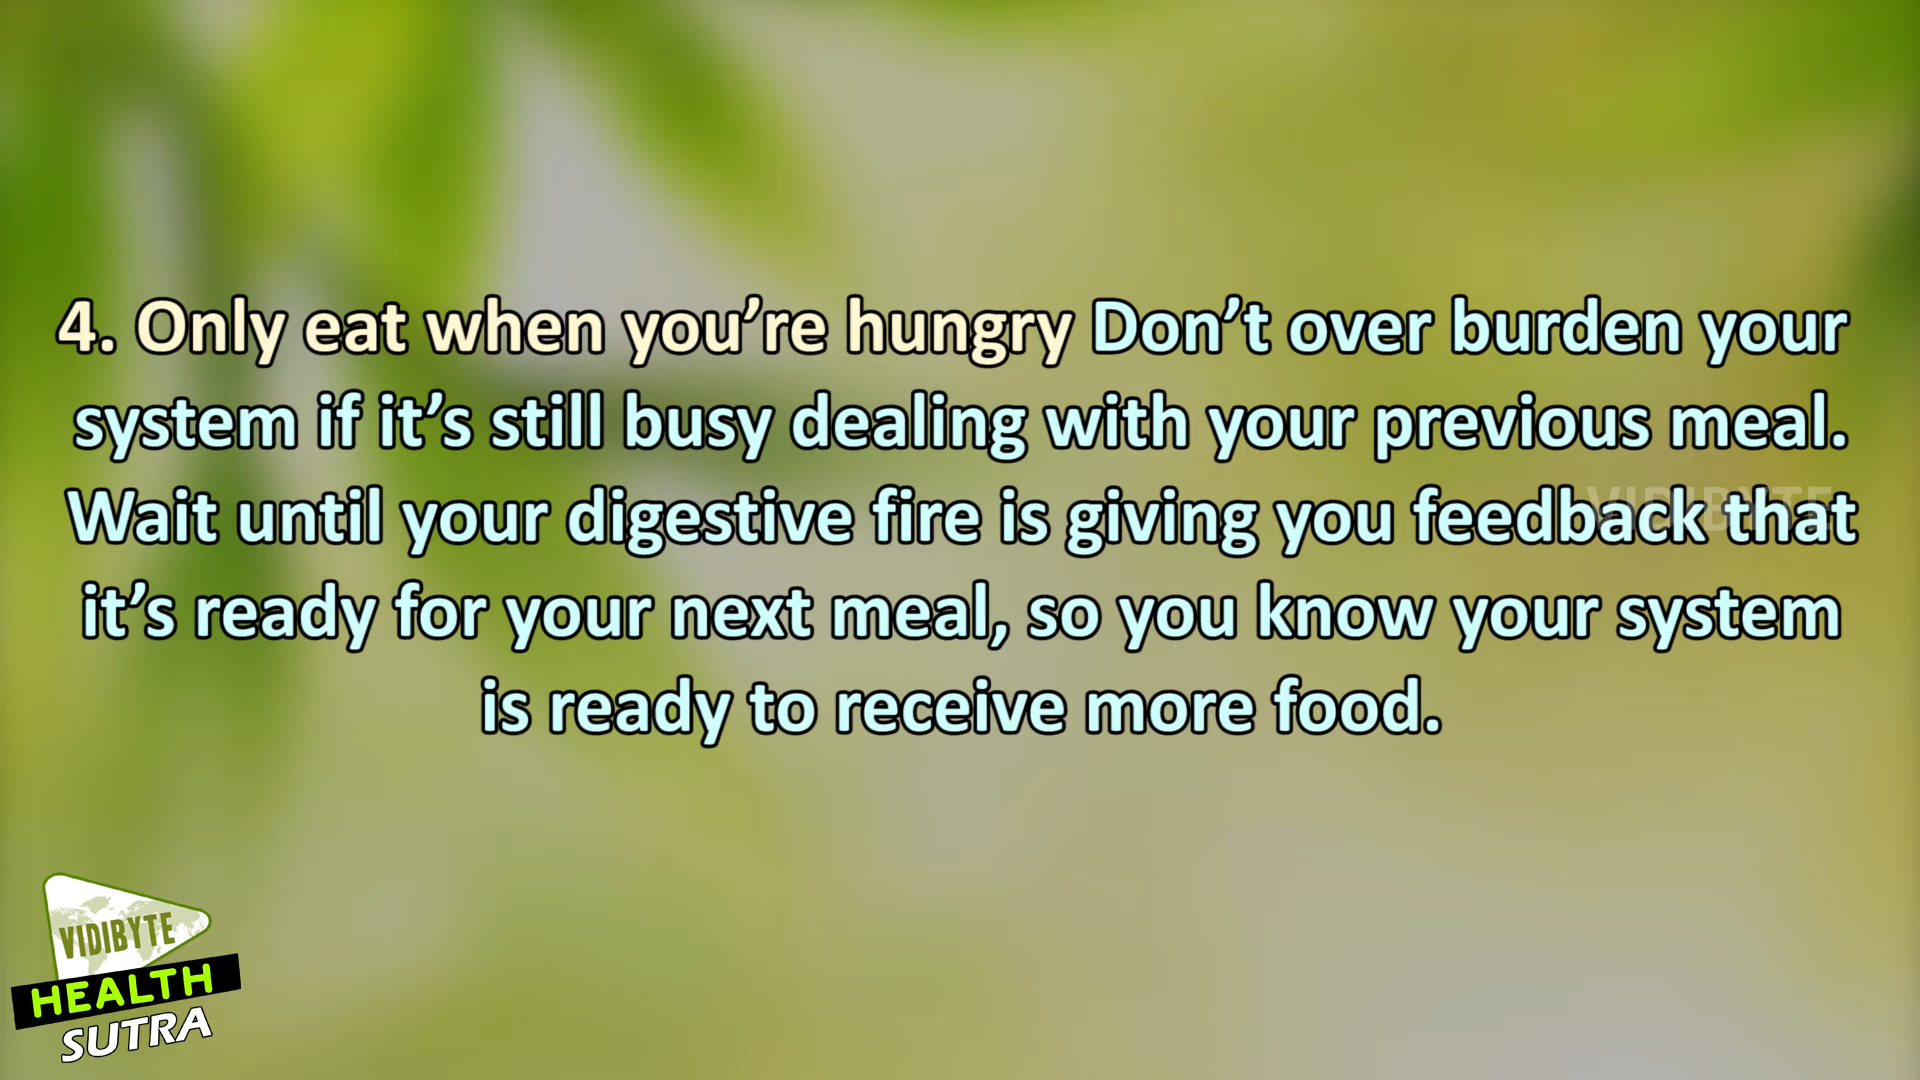 4. Only eat when you’re hungry Don’t over burden your
system if it’s still busy dealing with your previous meal.
Wait until your digestive fire is giving you feedback that
it’s ready for your next meal, so you know your system
is ready to receive more food.
VIDIBYTE
VIDIBYTE
HEALTH
SUTRA